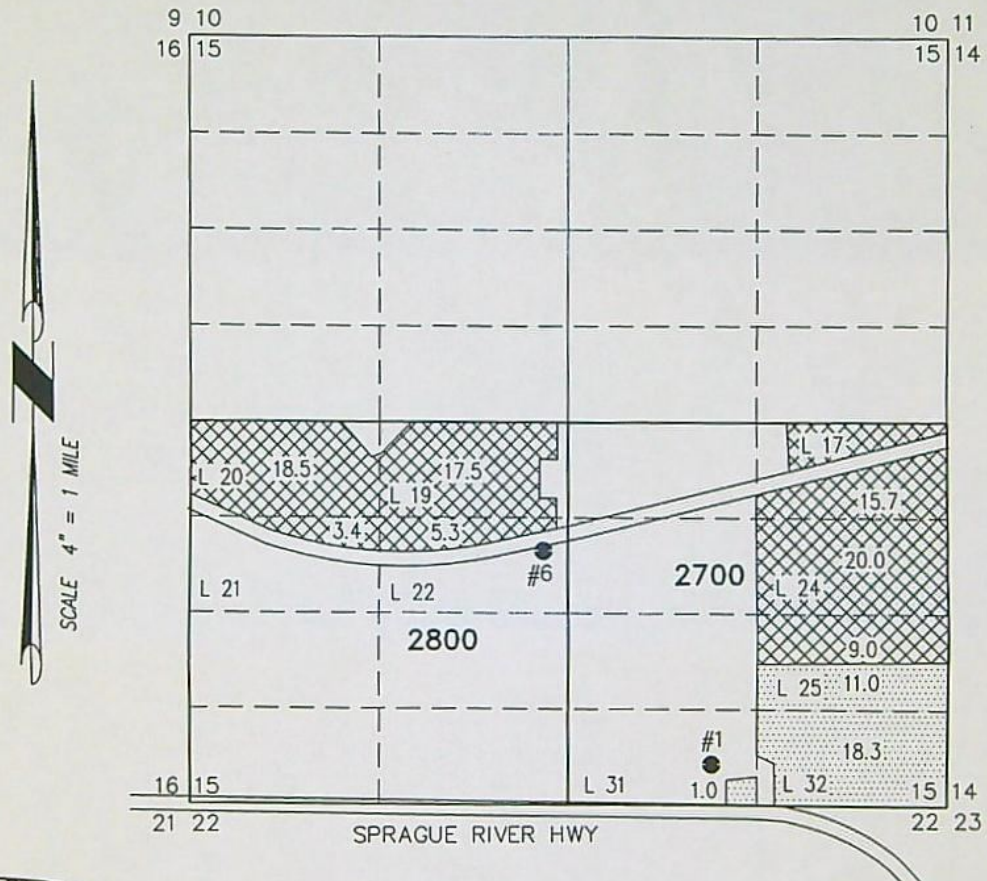 9 10
10 11
16 15
15 14
SCALE 4" = 1 MILE
L 17
L 20
18.5
17.5
L 19
15.7
3.4
5.3
#6
20.0
2700
L 24
L 21
L 22
2800
9.0
L 25
11.0
#1
18.3
16 15
L 31
1.0
L 32
15 14
21 22
SPRAGUE RIVER HWY
22 23